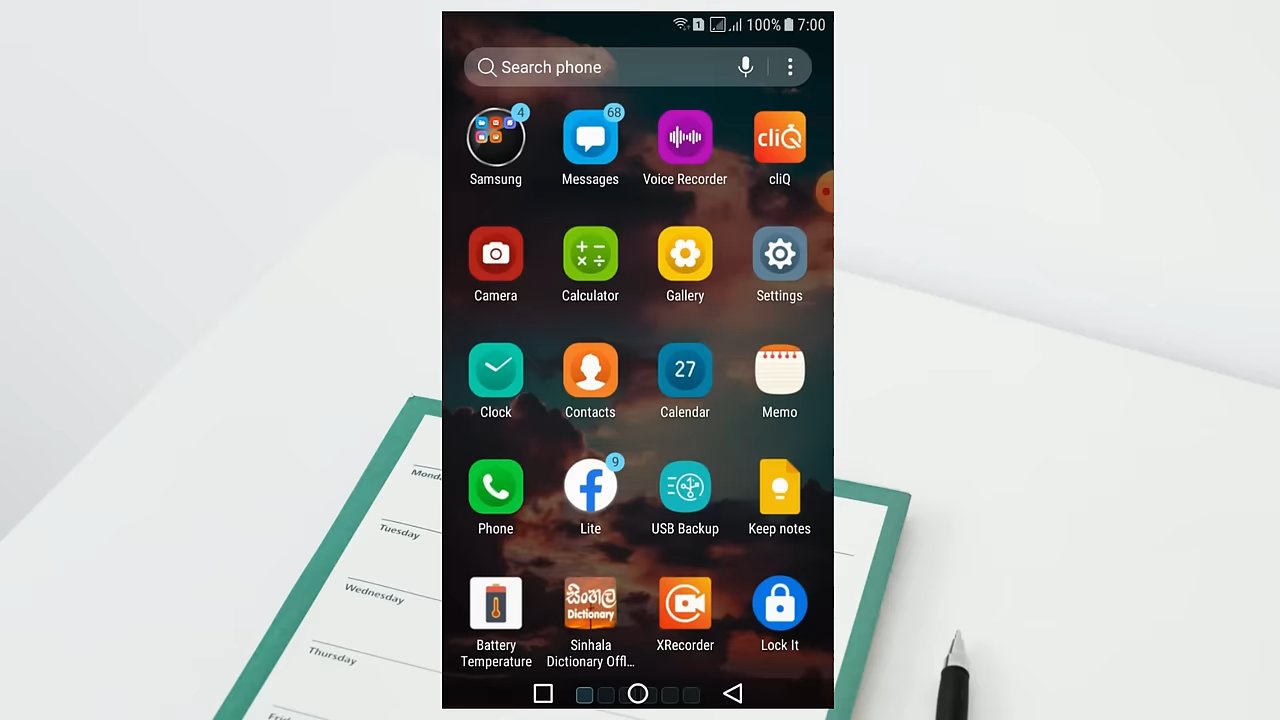 1 100% 7:00
Search phone
4 68
cliQ
Samsung Messages Voice Recorder cliQ
Camera Calculator Gallery Settings
27
Clock Contacts Calendar Memo
9
Phone Lite USB Backup Keep notes
සිංහල
Dictionary
Battery Temperature Sinhala Dictionary Offl... XRecorder Lock It
Tuesday
Wednesday
Thursday